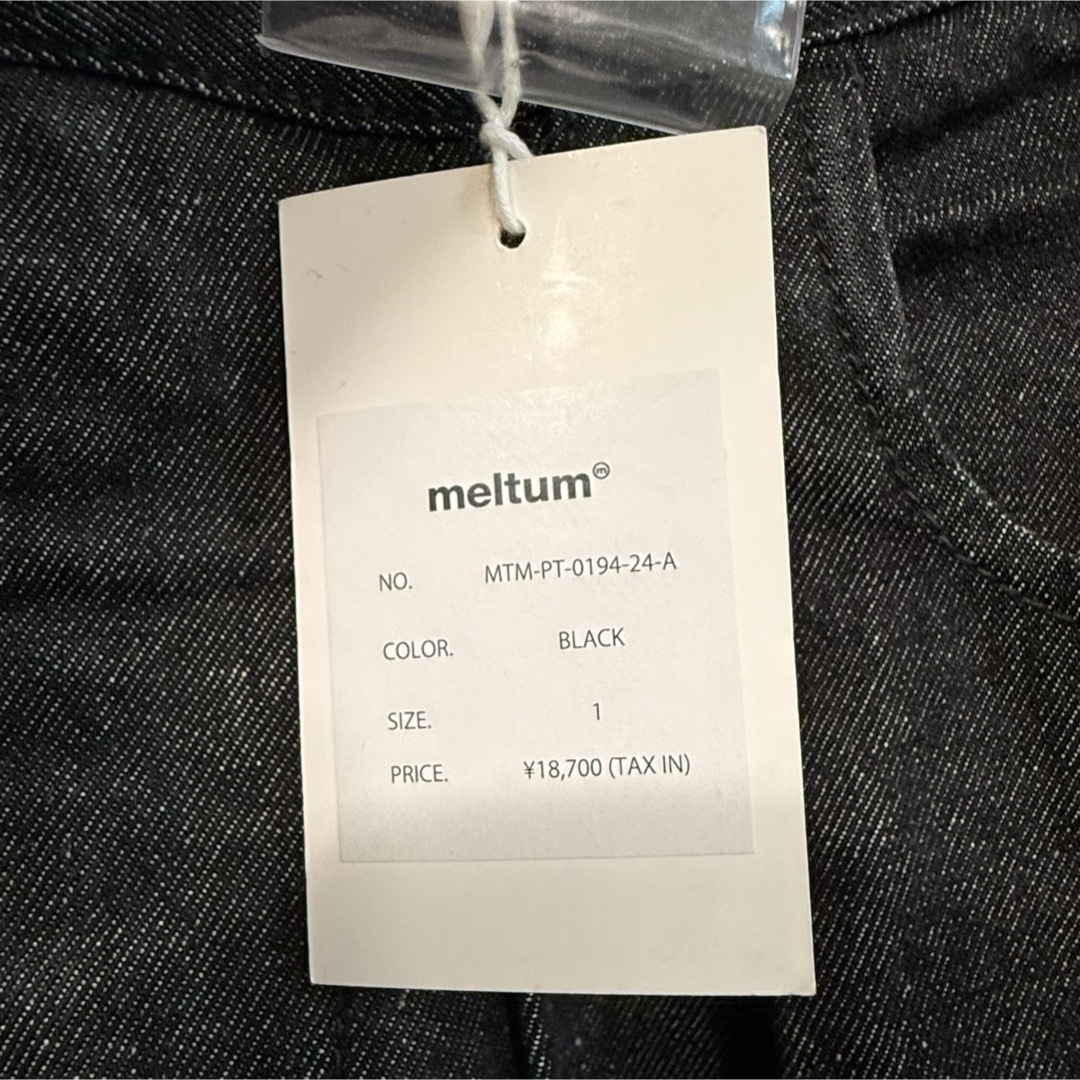 meltum ⓜ
NO. MTM-PT-0194-24-A
COLOR. BLACK
SIZE. 1
PRICE. ¥18,700 (TAX IN)